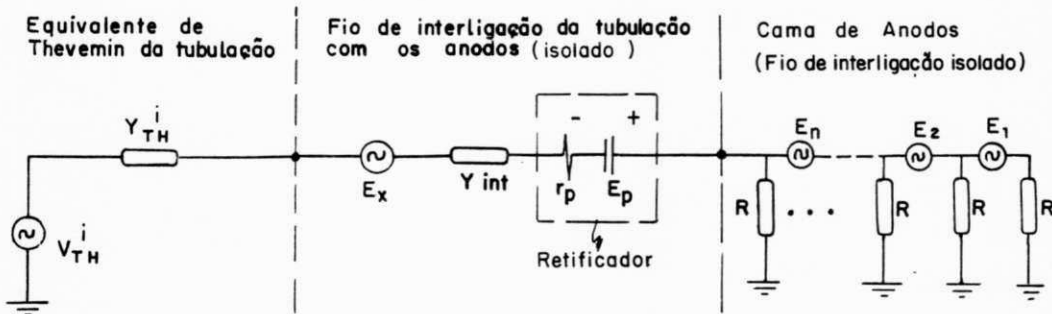 Equivalente de
Thevemin da tubulação
Fio de interligação da tubulação
com os anodos (isolado )
Cama de Anodos
(Fio de interligação isolado)
Y TH i
V TH i
E x
Y int
- +
r p
E p
Retificador
E n
E 2
E 1
R
. . .
R
R
R